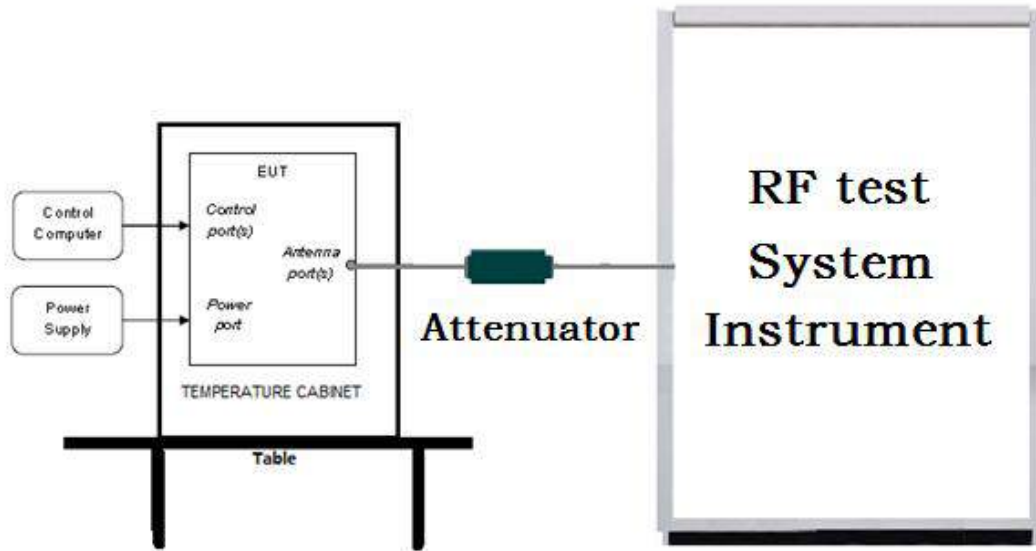 Control
Computer
Power
Supply
EUT
Control
port(s)
Antenna
port(s)
Power
port
TEMPERATURE CABINET
Table
Attenuator
RF test
System
Instrument